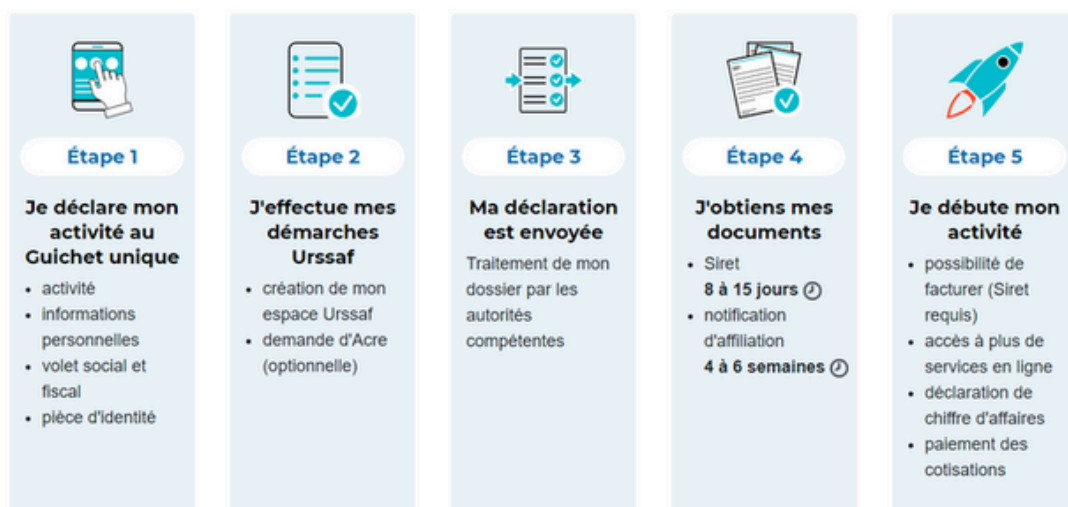 Étape 1
Je déclare mon
activité au
Guichet unique
• activité
• informations
personnelles
• volet social et
fiscal
• pièce d'identité
Étape 2
J'effectue mes
démarches
Urssaf
• création de mon
espace Urssaf
• demande d'Acre
(optionnelle)
Étape 3
Ma déclaration
est envoyée
Traitement de mon
dossier par les
autorités
compétentes
Étape 4
J'obtiens mes
documents
• Siret
8 à 15 jours
• notification
d'affiliation
4 à 6 semaines
Étape 5
Je débute mon
activité
• possibilité de
facturer (Siret
requis)
• accès à plus de
services en ligne
• déclaration de
chiffre d'affaires
• paiement des
cotisations